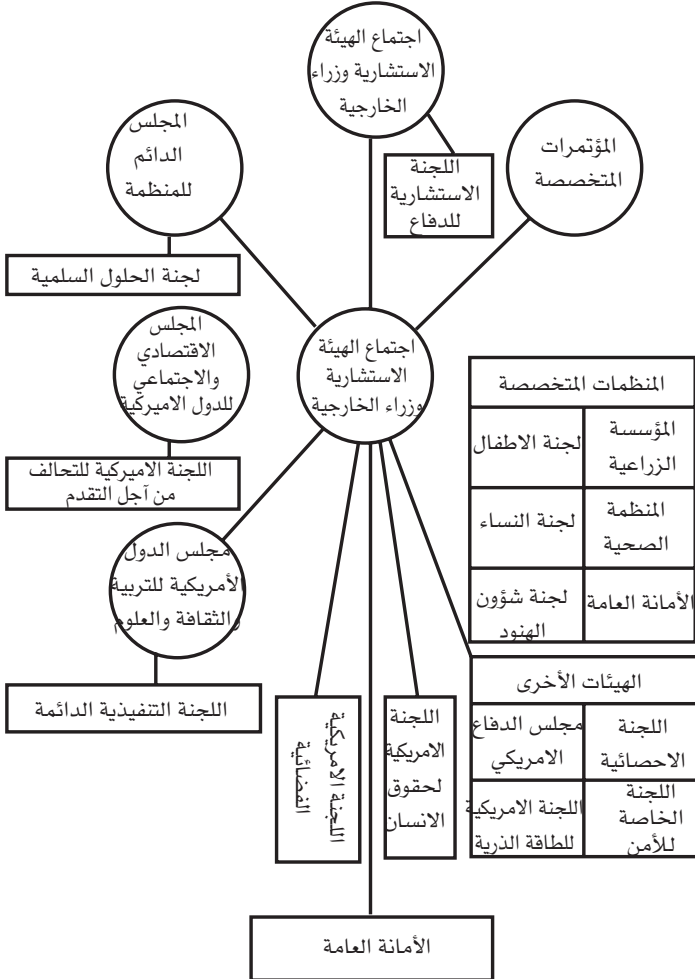 اجتماع الهيئة
الاستشارية وزراء
الخارجية
المجلس
الدائم
للمنظمة
المؤتمرات
المتخصصة
اللجنة
الاستشارية
للدفاع
لجنة الحلول السلمية
المجلس
الاقتصادي
والاجتماعي
للدول الاميركية
اجتماع الهيئة
الاستشارية
وزراء الخارجية
المنظمات المتخصصة
المؤسسة
الزراعية
لجنة الاطفال
المنظمة
الصحية
لجنة النساء
الأمانة العامة
لجنة شؤون
الهنود
اللجنة الاميركية للتحالف
من آجل التقدم
مجلس الدول
الأمريكية للتربية
والثقافة والعلوم
اللجنة التنفيذية الدائمة
الهيئات الأخرى
اللجنة
الاحصائية
مجلس الدفاع
الامريكي
اللجنة
الخاصة
للأمن
اللجنة الامريكية
للطاقة الذرية
اللجنة
الامريكية
لحقوق
الانسان
اللجنة الامريكية
القضائية
الأمانة العامة